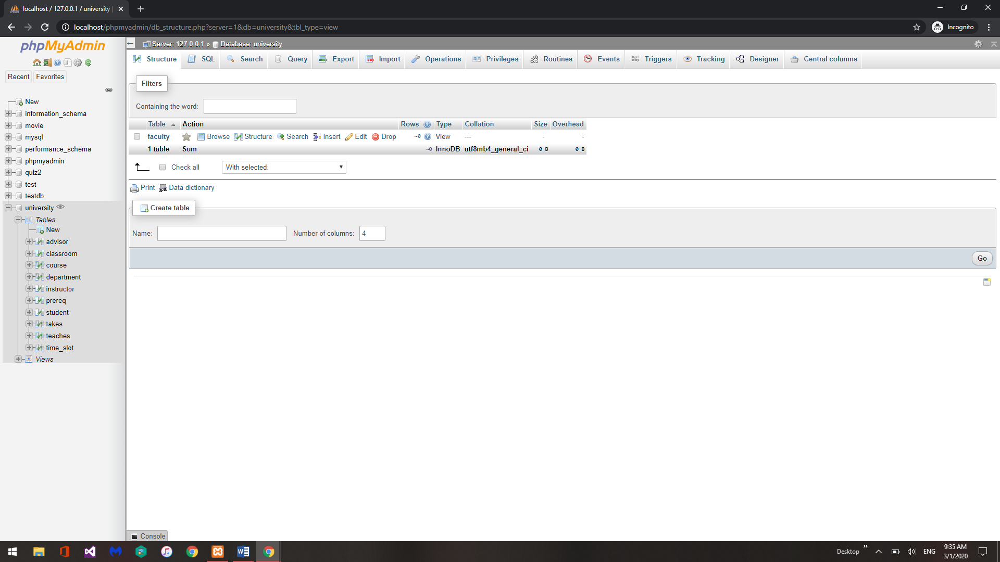 localhost / 127.0.0.1 / university |
localhost/phpmyadmin/db_structure.php?server=1&db=university&tbl_type=view
Incognito
phpMyAdmin
Recent Favorites
New
information_schema
movie
mysql
performance_schema
phpmyadmin
quiz2
test
testdb
university
Tables
New
advisor
classroom
course
department
instructor
prereq
student
takes
teaches
time_slot
Views
Server: 127.0.0.1 » Database: university
Structure SQL Search Query Export Import Operations Privileges Routines Events Triggers Tracking Designer Central columns
Filters
Containing the word:
Table Action Rows Type Collation Size Overhead
faculty Browse Structure Search Insert Edit Drop ~0 View --- - -
1 table Sum ~0 InnoDB utf8mb4_general_ci 0 B 0 B
Check all With selected:
Print Data dictionary
Create table
Name: Number of columns: 4
Go
Console
Desktop » ENG 9:35 AM
3/1/2020